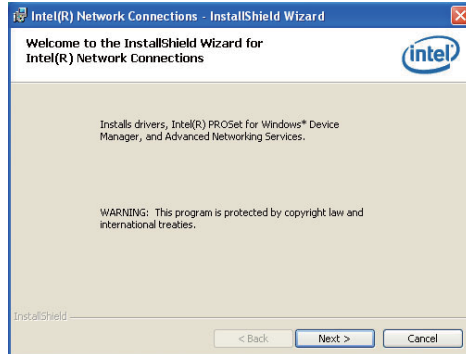 Intel(R) Network Connections - InstallShield Wizard
Welcome to the InstallShield Wizard for
Intel(R) Network Connections
intel
Installs drivers, Intel(R) PROSet for Windows* Device
Manager, and Advanced Networking Services.
WARNING: This program is protected by copyright law and
international treaties.
InstallShield
< Back
Next >
Cancel